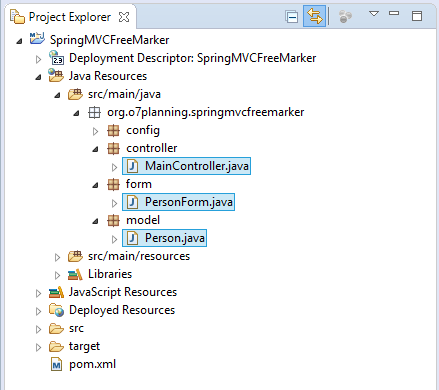 Project Explorer
SpringMVCFreeMarker
Deployment Descriptor: SpringMVCFreeMarker
Java Resources
src/main/java
org.o7planning.springmvcfreemarker
config
controller
MainController.java
form
PersonForm.java
model
Person.java
src/main/resources
Libraries
JavaScript Resources
Deployed Resources
src
target
pom.xml